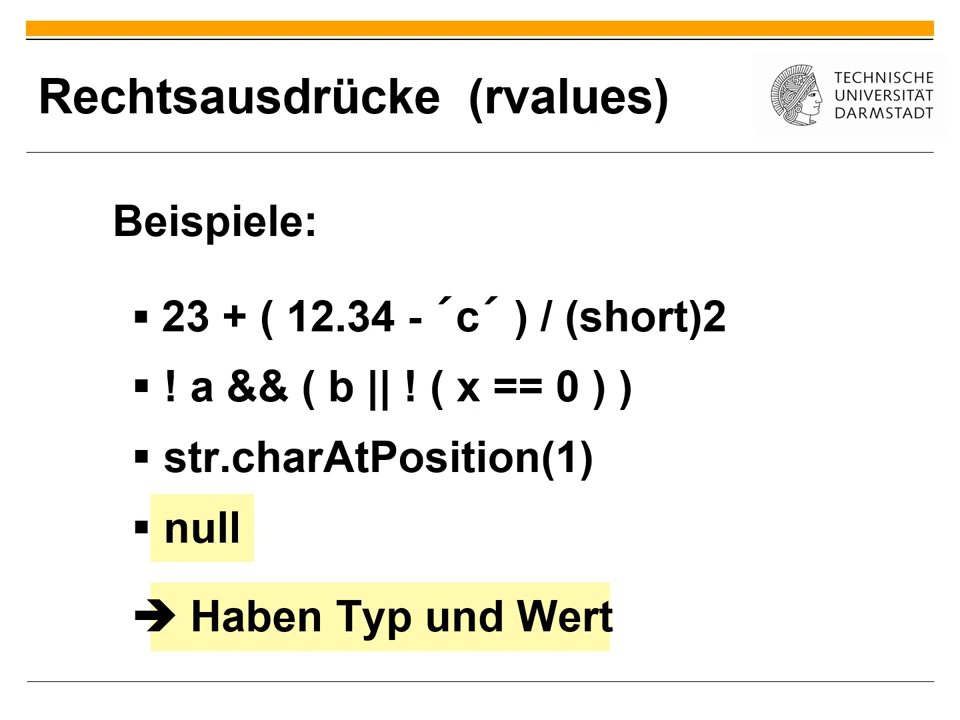 Rechtsausdrücke (rvalues)
TECHNISCHE
UNIVERSITÄT
DARMSTADT
Beispiele:
▪ 23 + ( 12.34 - ´c´ ) / (short)2
▪ ! a && ( b || ! ( x == 0 ) )
▪ str.charAtPosition(1)
▪ null
🡺 Haben Typ und Wert